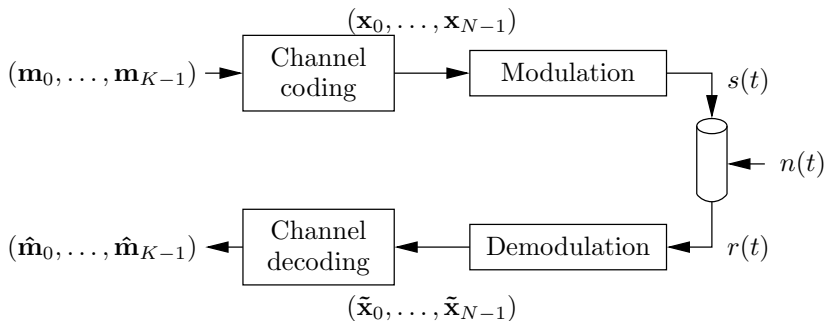 (x₀, . . . , x_{N−1})
(m₀, . . . , m_{K−1})
Channel
coding
Modulation
s(t)
n(t)
(m̂₀, . . . , m̂_{K−1})
Channel
decoding
Demodulation
r(t)
(x̃₀, . . . , x̃_{N−1})